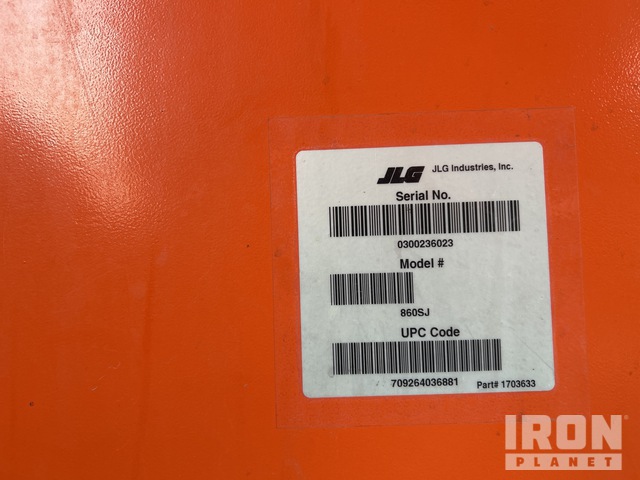 JLG JLG Industries, Inc.
Serial No.
0300236023
Model #
860SJ
UPC Code
709264036881
Part# 1703633
IRON
PLANET